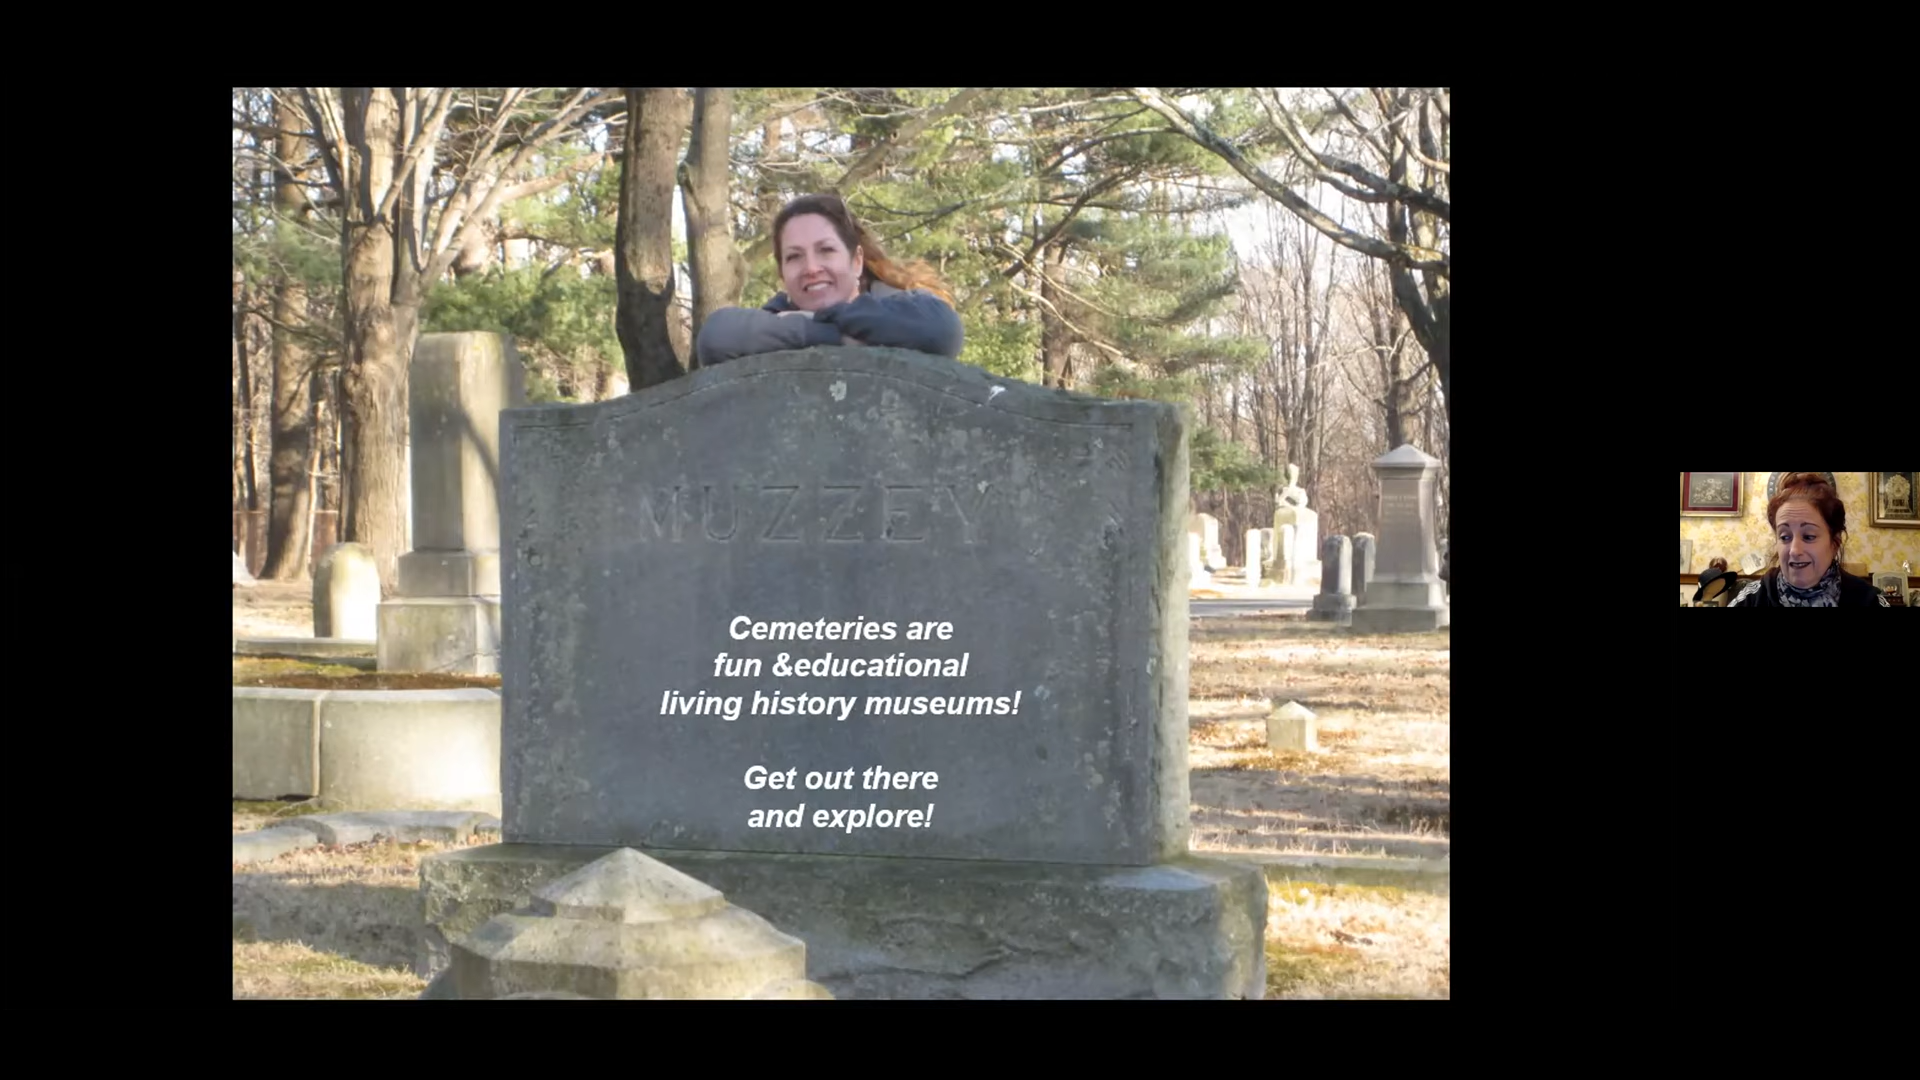 MUZZEY
Cemeteries are
fun &educational
living history museums!
Get out there
and explore!